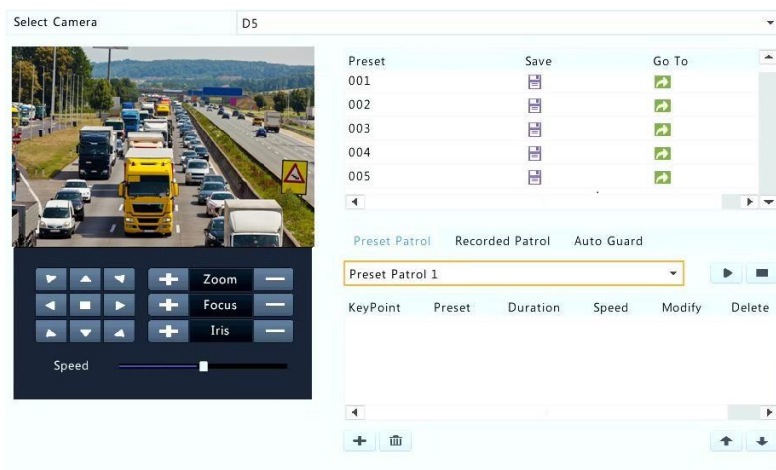 Select Camera D5
Preset Save Go To
001
002
003
004
005
Preset Patrol Recorded Patrol Auto Guard
Preset Patrol 1
KeyPoint Preset Duration Speed Modify Delete
Zoom
Focus
Iris
Speed